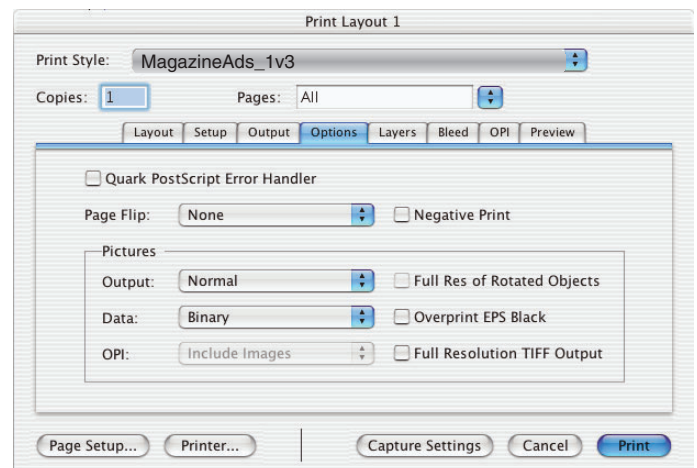 Print Layout 1
Print Style: MagazineAds_1v3
Copies: 1 Pages: All
Layout Setup Output Options Layers Bleed OPI Preview
Quark PostScript Error Handler
Page Flip: None Negative Print
Pictures
Output: Normal Full Res of Rotated Objects
Data: Binary Overprint EPS Black
OPI: Include Images Full Resolution TIFF Output
Page Setup... Printer... Capture Settings Cancel Print